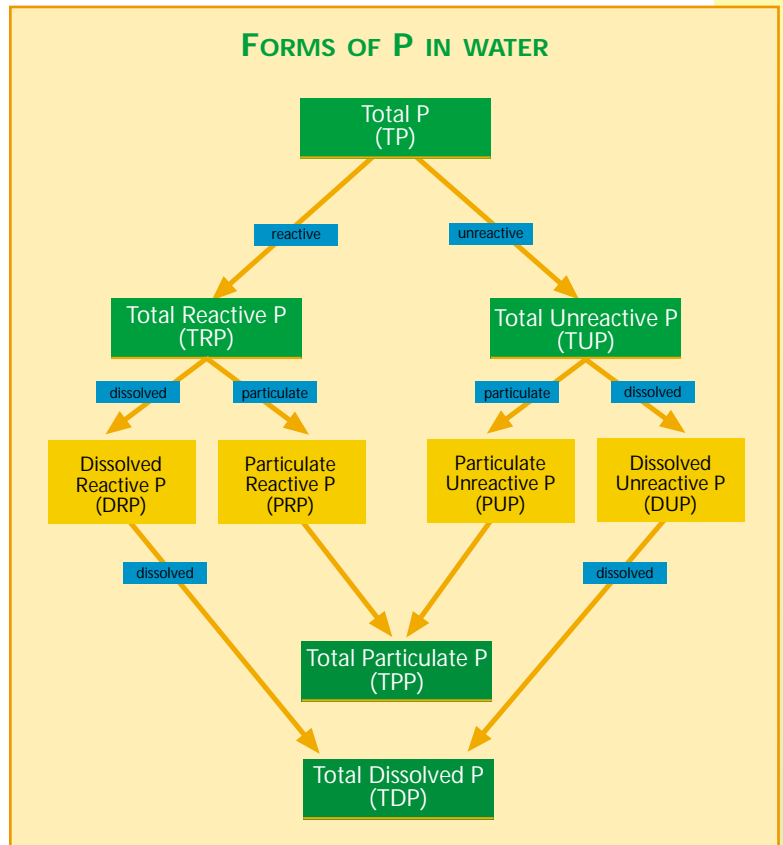 FORMS OF P IN WATER
Total P
(TP)
reactive
unreactive
Total Reactive P
(TRP)
Total Unreactive P
(TUP)
dissolved
particulate
particulate
dissolved
Dissolved
Reactive P
(DRP)
Particulate
Reactive P
(PRP)
Particulate
Unreactive P
(PUP)
Dissolved
Unreactive P
(DUP)
dissolved
dissolved
Total Particulate P
(TPP)
Total Dissolved P
(TDP)